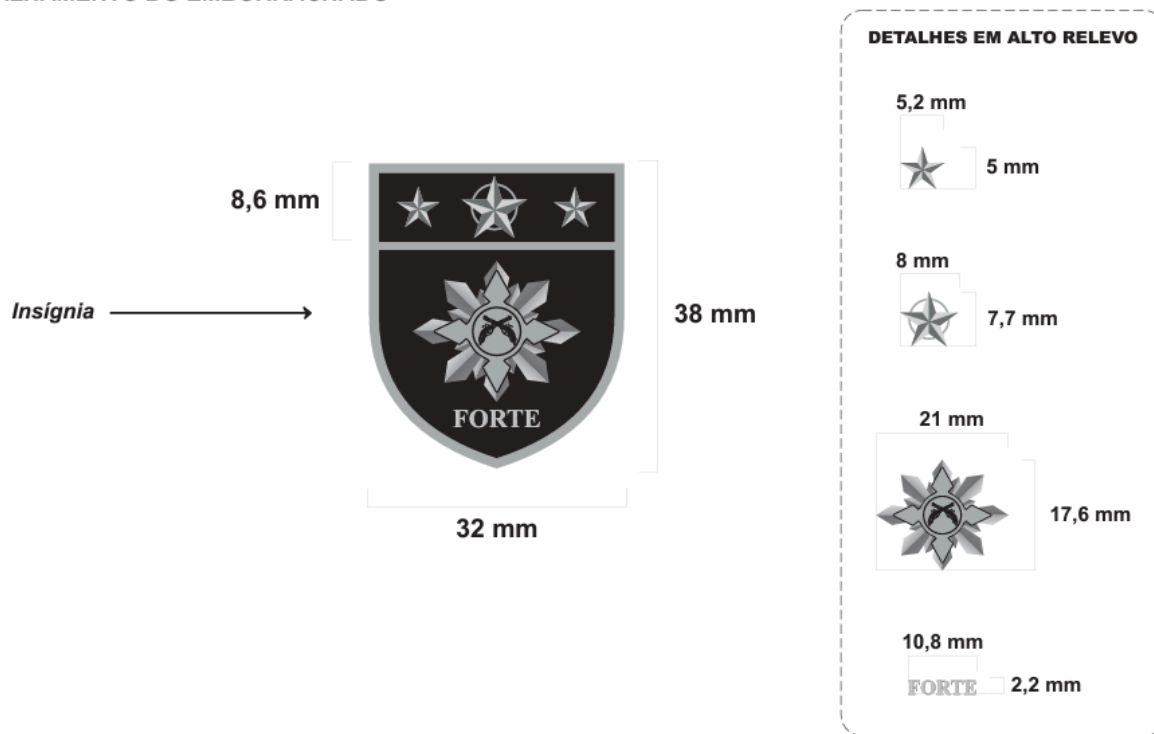 DETALHES EM ALTO RELEVO
5,2 mm
5 mm
8,6 mm
8 mm
7,7 mm
Insígnia
38 mm
FORTE
32 mm
21 mm
17,6 mm
10,8 mm
FORTE
2,2 mm